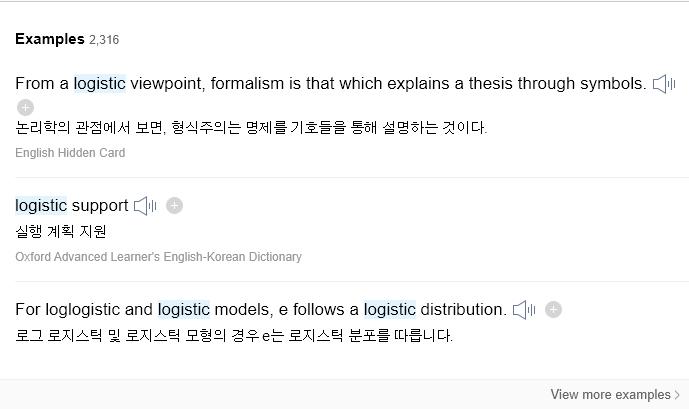 Examples 2,316
From a logistic viewpoint, formalism is that which explains a thesis through symbols.
논리학의 관점에서 보면, 형식주의는 명제를 기호들을 통해 설명하는 것이다.
English Hidden Card
logistic support
실행 계획 지원
Oxford Advanced Learner's English-Korean Dictionary
For loglogistic and logistic models, e follows a logistic distribution.
로그 로지스틱 및 로지스틱 모형의 경우 e는 로지스틱 분포를 따릅니다.
View more examples